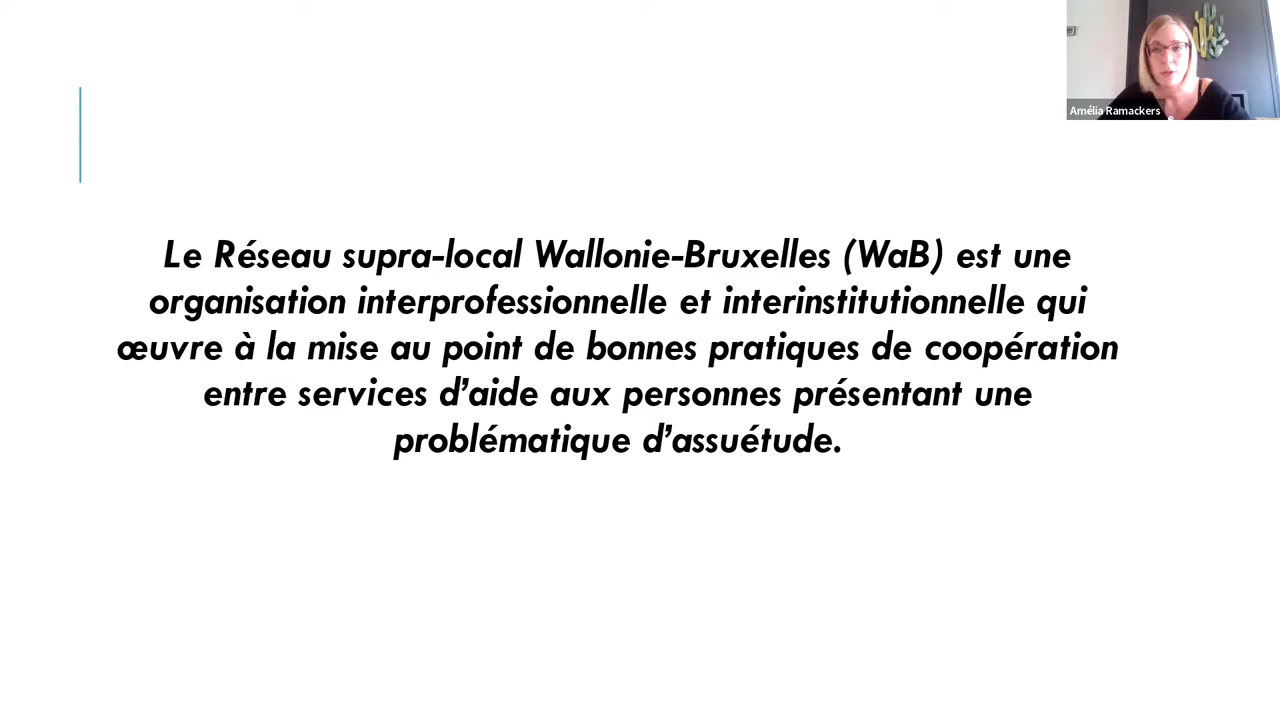 Amélia Ramackers
Le Réseau supra-local Wallonie-Bruxelles (WaB) est une
organisation interprofessionnelle et interinstitutionnelle qui
œuvre à la mise au point de bonnes pratiques de coopération
entre services d’aide aux personnes présentant une
problématique d’assuétude.